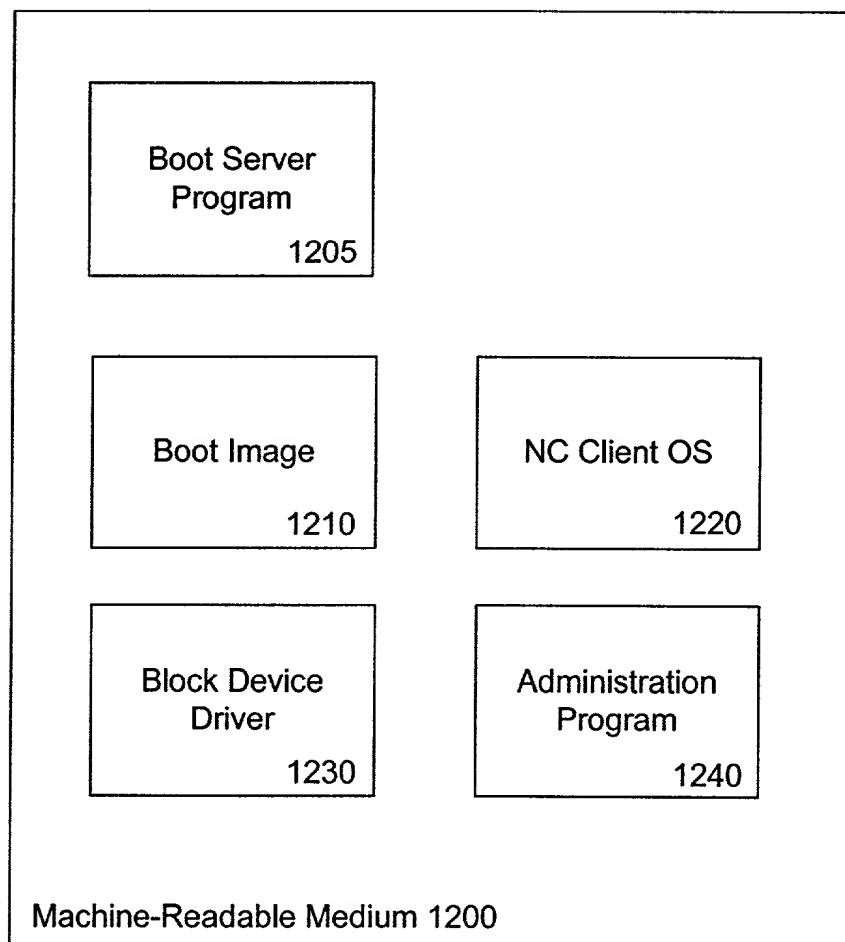 Boot Server
Program
1205
Boot Image
1210
NC Client OS
1220
Block Device
Driver
1230
Administration
Program
1240
Machine-Readable Medium 1200